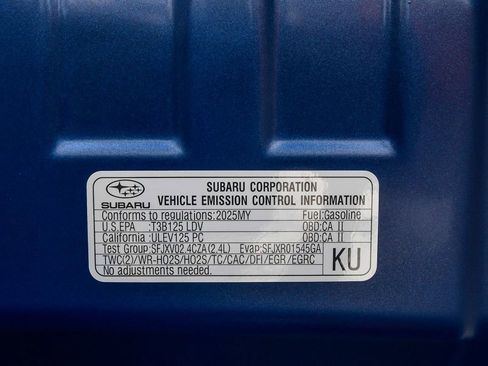 SUBARU CORPORATION
SUBARU VEHICLE EMISSION CONTROL INFORMATION
Conforms to regulations:2025MY Fuel:Gasoline
U.S.EPA :T3B125 LDV OBD:CA II
California :ULEV125 PC OBD:CA II
Test Group:SFJXV02.4C7A(2.4L) Evap:SFJXR01545GA
TWC(2)/WR-HO2S/HO2S/TC/CAC/DFI/EGR/EGRC
No adjustments needed.
KU